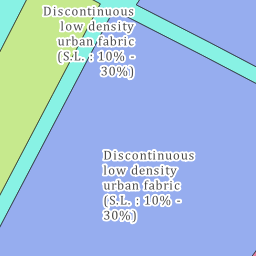 Discontinuous
low density
urban fabric
(S.L. : 10% -
30%)
Discontinuous
low density
urban fabric
(S.L. : 10% -
30%)